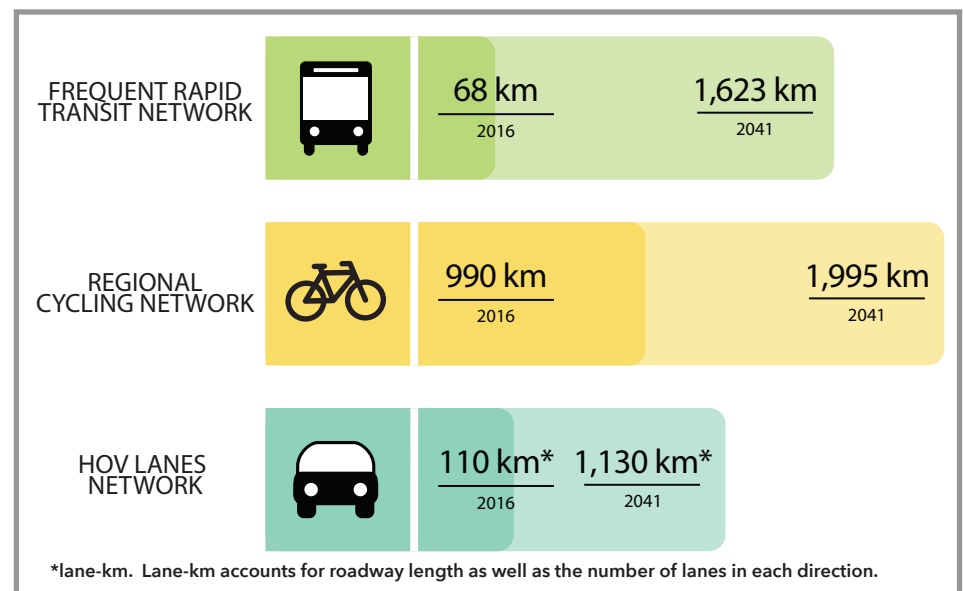 FREQUENT RAPID
TRANSIT NETWORK
68 km
2016
1,623 km
2041
REGIONAL
CYCLING NETWORK
990 km
2016
1,995 km
2041
HOV LANES
NETWORK
110 km*
2016
1,130 km*
2041
*lane-km. Lane-km accounts for roadway length as well as the number of lanes in each direction.